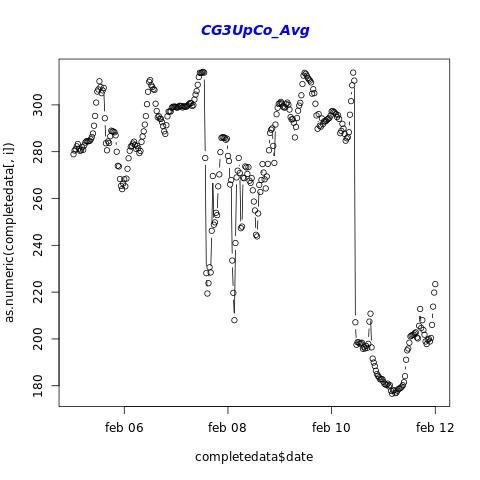 CG3UpCo_Avg
as.numeric(completedata[, i])
300
280
260
240
220
200
180
feb 06 feb 08 feb 10 feb 12
completedata$date